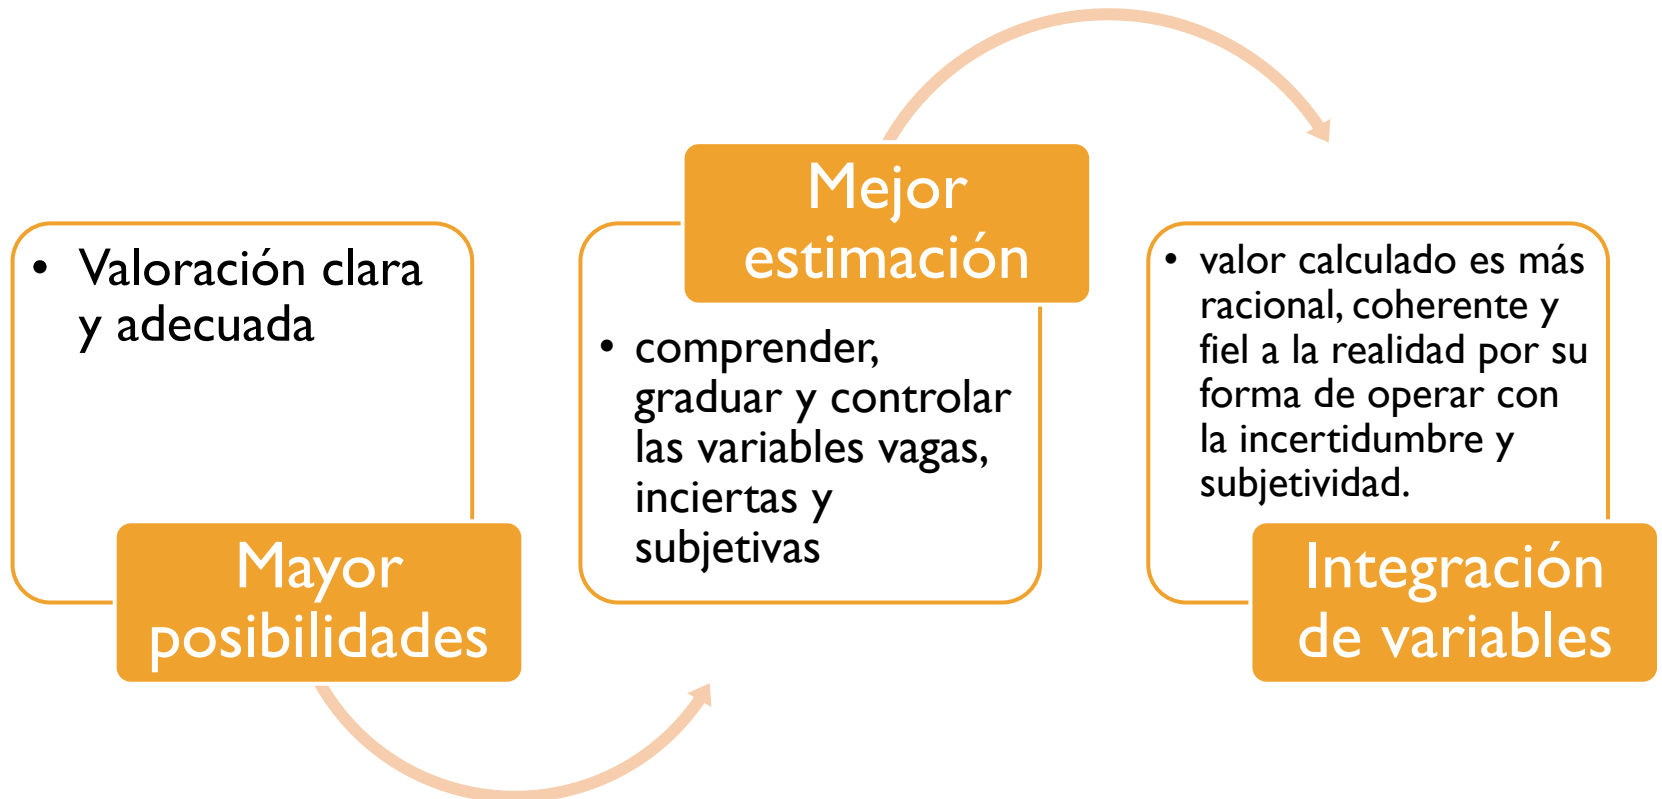 • Valoración clara
y adecuada
Mayor
posibilidades
Mejor
estimación
• comprender,
graduar y controlar
las variables vagas,
inciertas y
subjetivas
• valor calculado es más
racional, coherente y
fiel a la realidad por su
forma de operar con
la incertidumbre y
subjetividad.
Integración
de variables